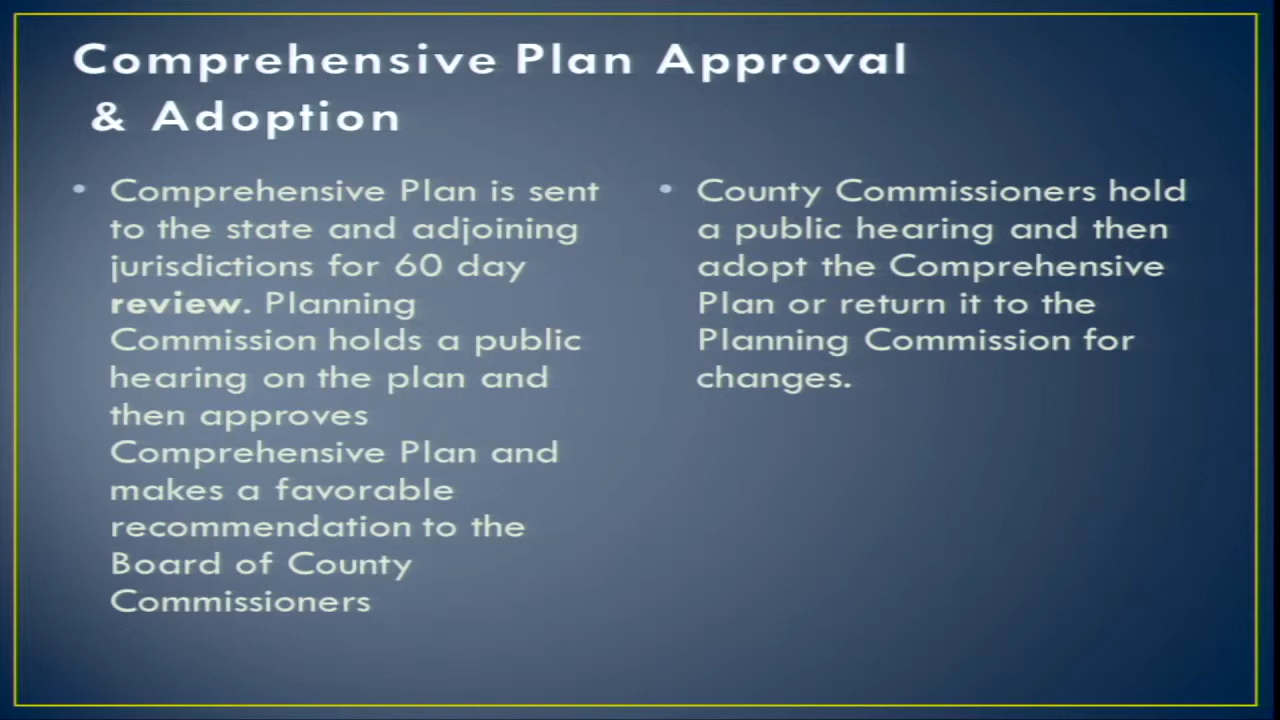 Comprehensive Plan Approval
& Adoption
• Comprehensive Plan is sent
to the state and adjoining
jurisdictions for 60 day
review. Planning
Commission holds a public
hearing on the plan and
then approves
Comprehensive Plan and
makes a favorable
recommendation to the
Board of County
Commissioners
• County Commissioners hold
a public hearing and then
adopt the Comprehensive
Plan or return it to the
Planning Commission for
changes.